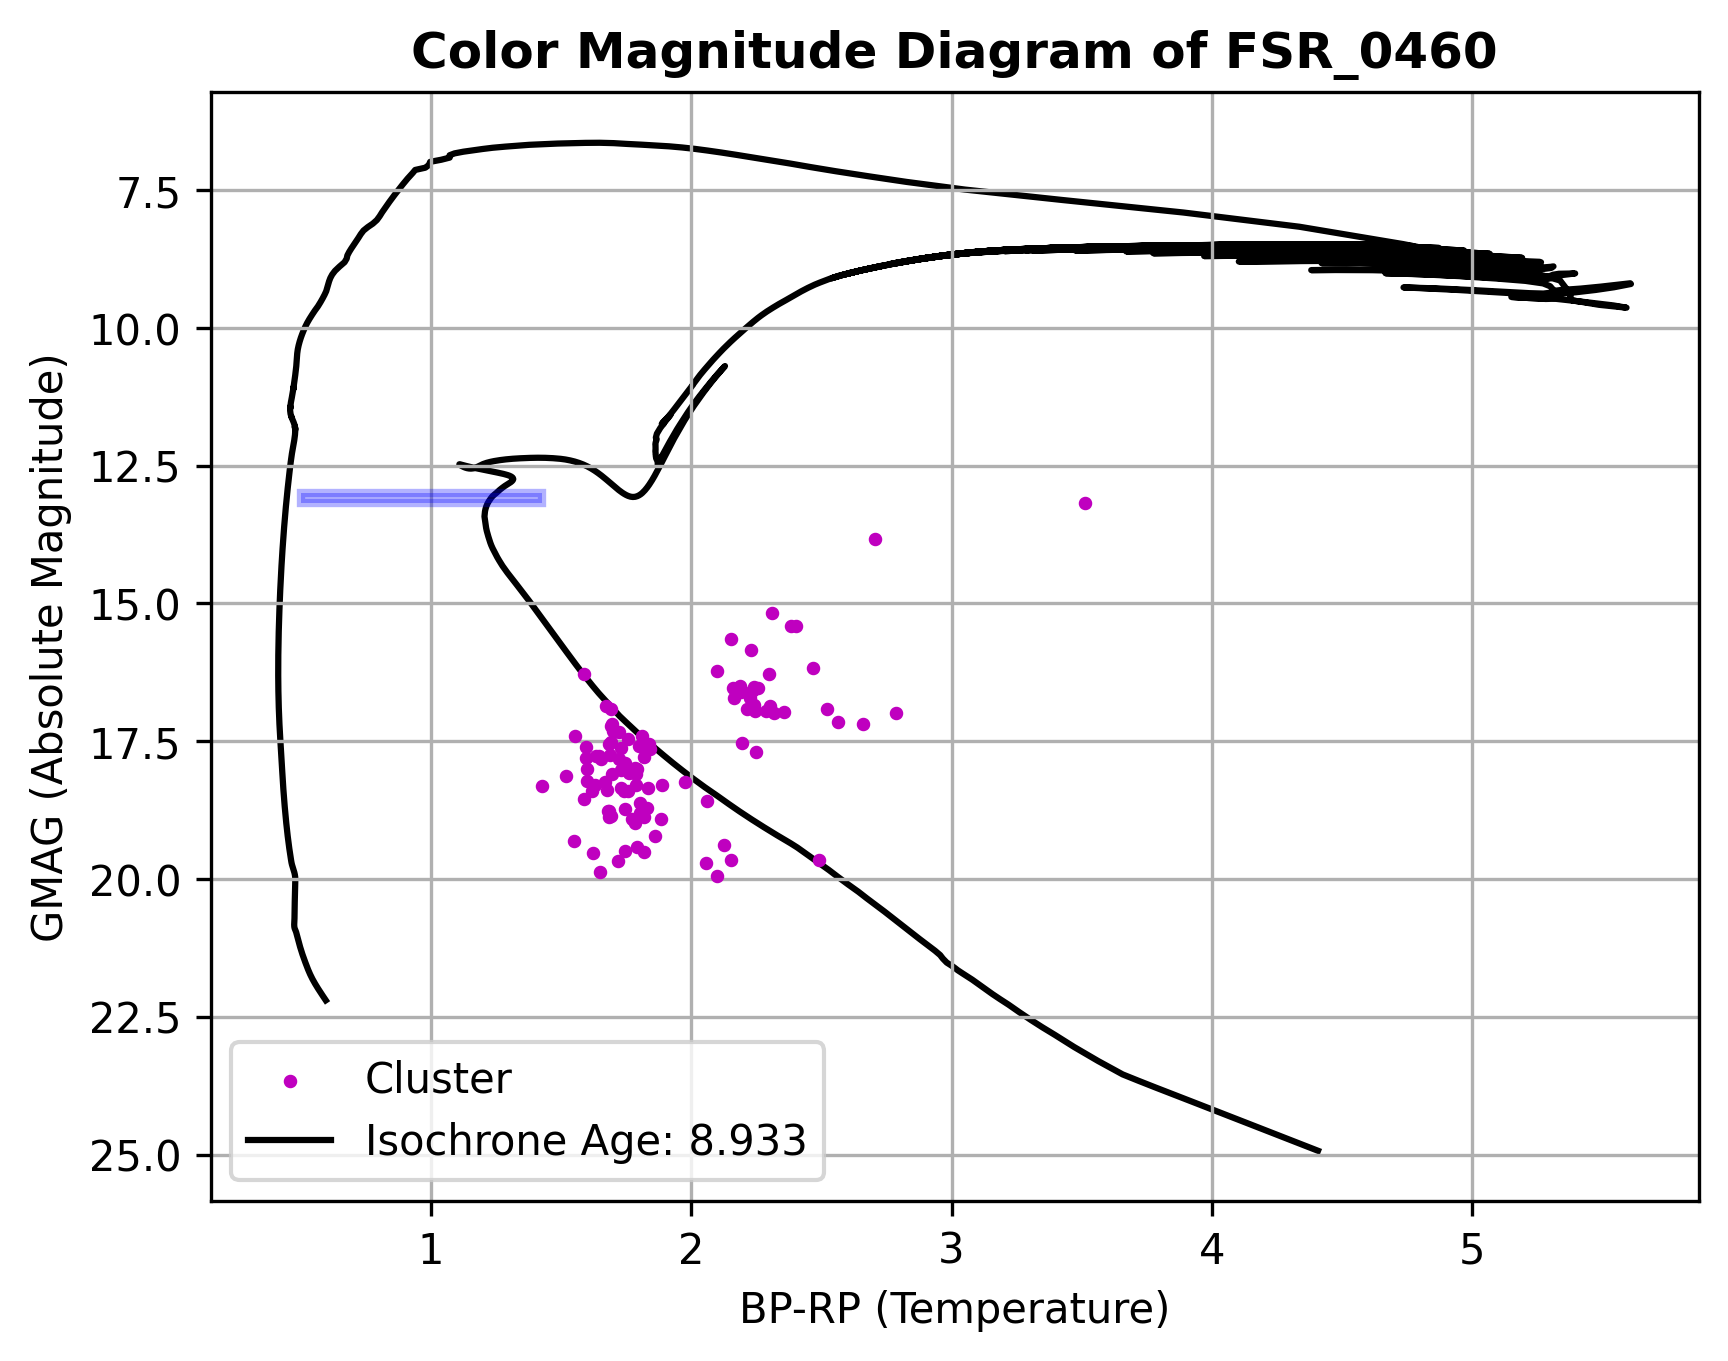 Color Magnitude Diagram of FSR_0460
GMAG (Absolute Magnitude)
7.5
10.0
12.5
15.0
17.5
20.0
22.5
25.0
Cluster
Isochrone Age: 8.933
1 2 3 4 5
BP-RP (Temperature)